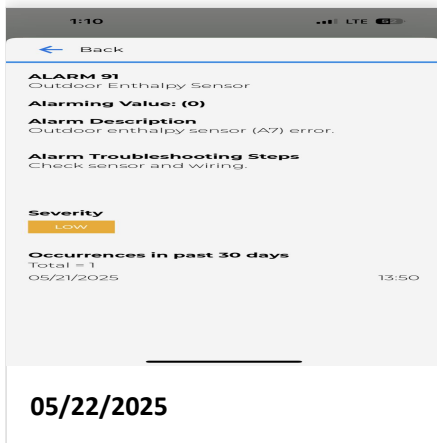 1:10 LTE
Back
ALARM 91
Outdoor Enthalpy Sensor
Alarming Value: (0)
Alarm Description
Outdoor enthalpy sensor (A7) error.
Alarm Troubleshooting Steps
Check sensor and wiring.
Severity
LOW
Occurrences in past 30 days
Total = 1
05/21/2025 13:50
05/22/2025